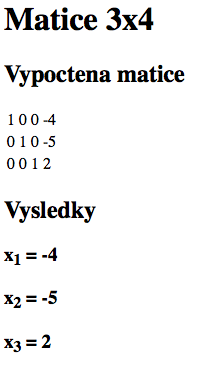 Matice 3x4
Vypoctena matice
1 0 0 -4
0 1 0 -5
0 0 1 2
Vysledky
x₁ = -4
x₂ = -5
x₃ = 2